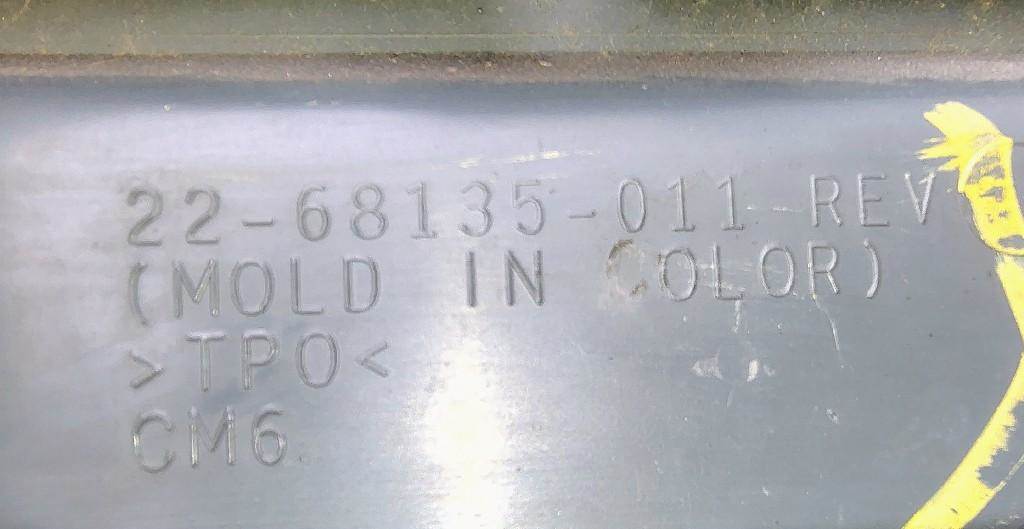 22-68135-011 REV
(MOLD IN COLOR)
>TPO<
CM6